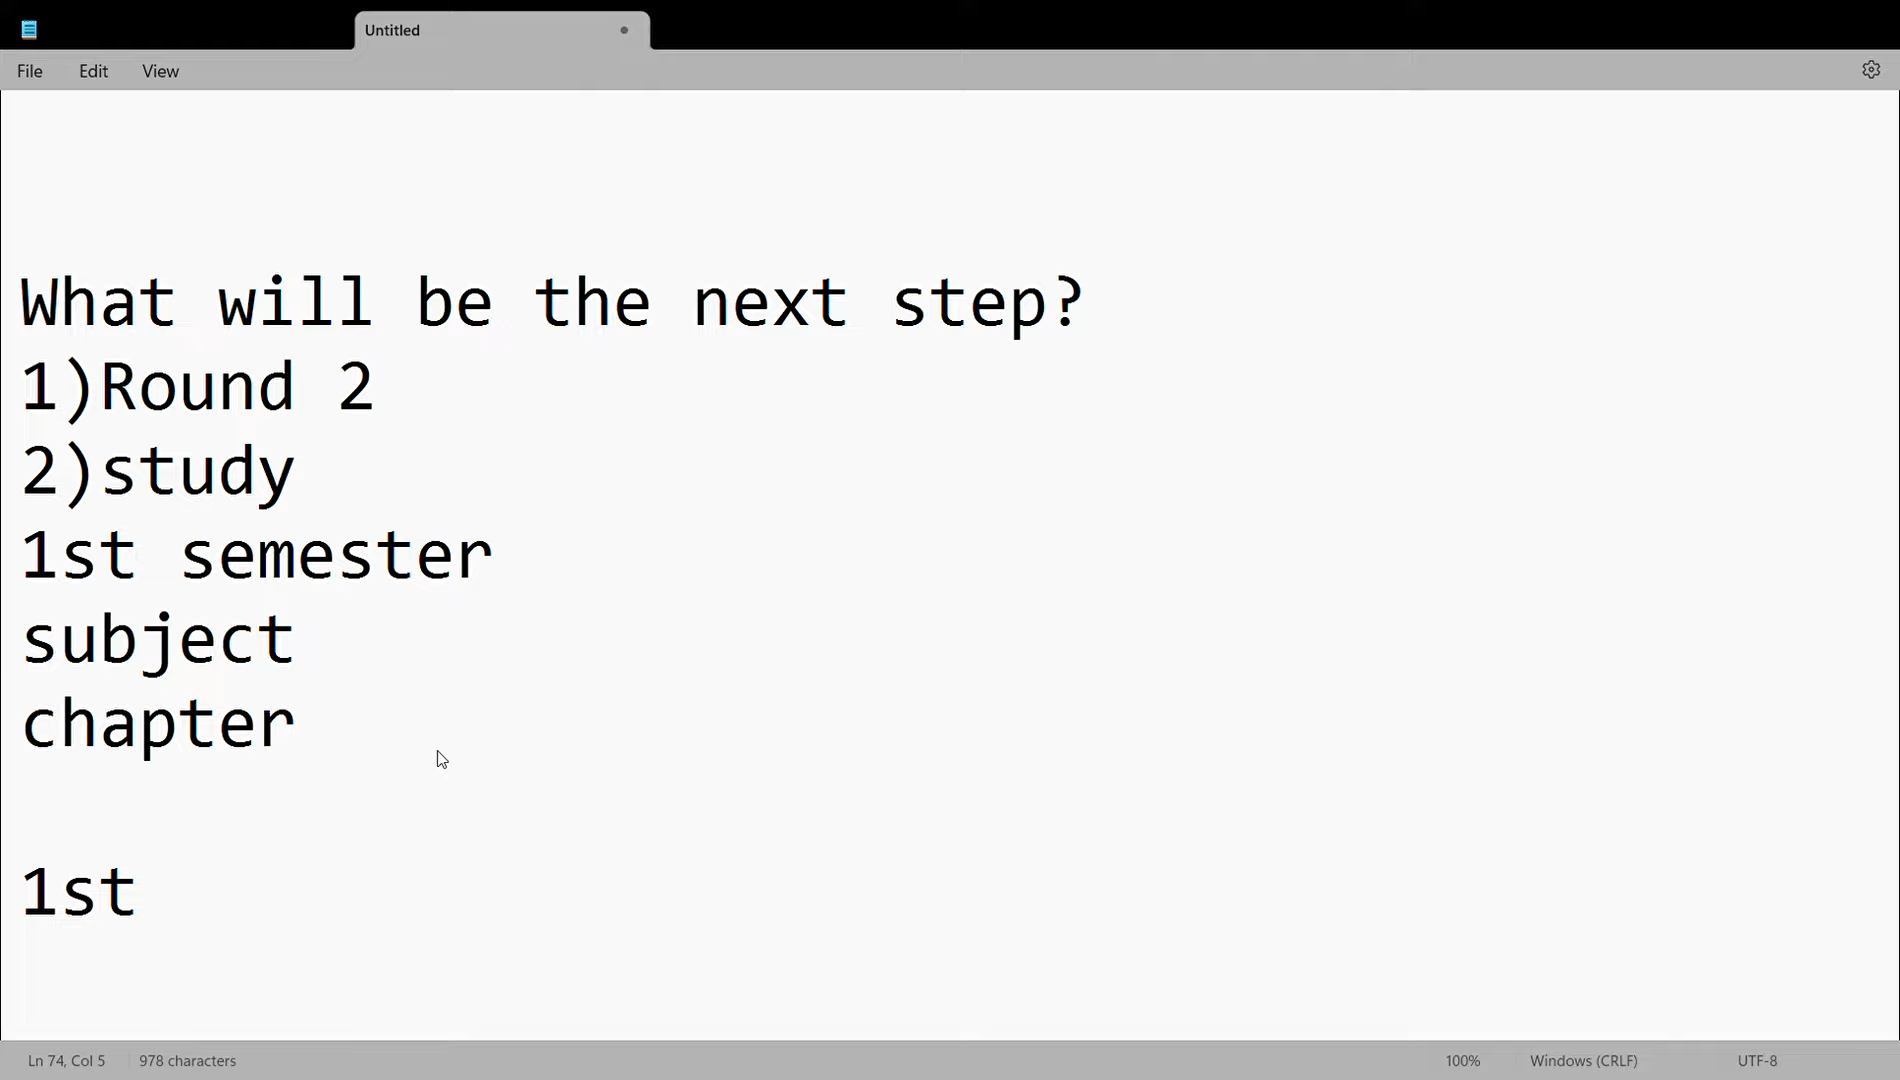 Untitled
File Edit View
What will be the next step?
1)Round 2
2)study
1st semester
subject
chapter
1st
Ln 74, Col 5 978 characters 100% Windows (CRLF) UTF-8